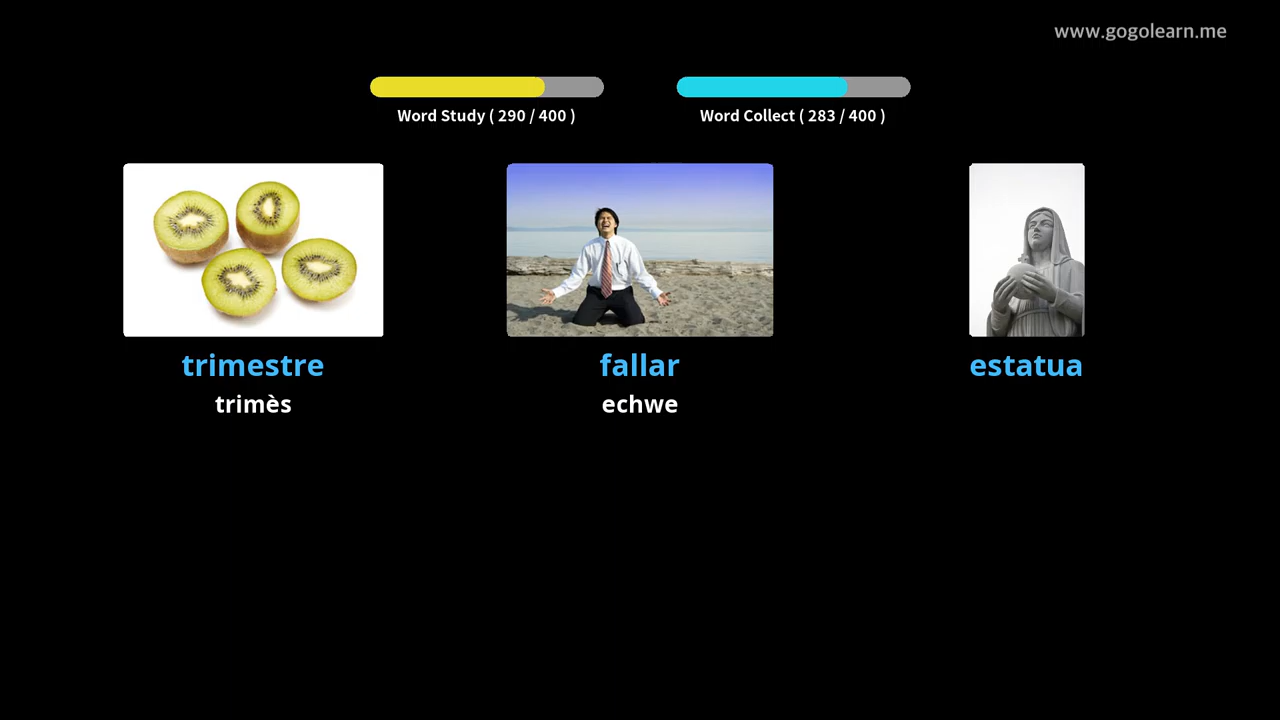 www.gogolearn.me
Word Study ( 290 / 400 )
Word Collect ( 283 / 400 )
trimestre
trimès
fallar
echwe
estatua